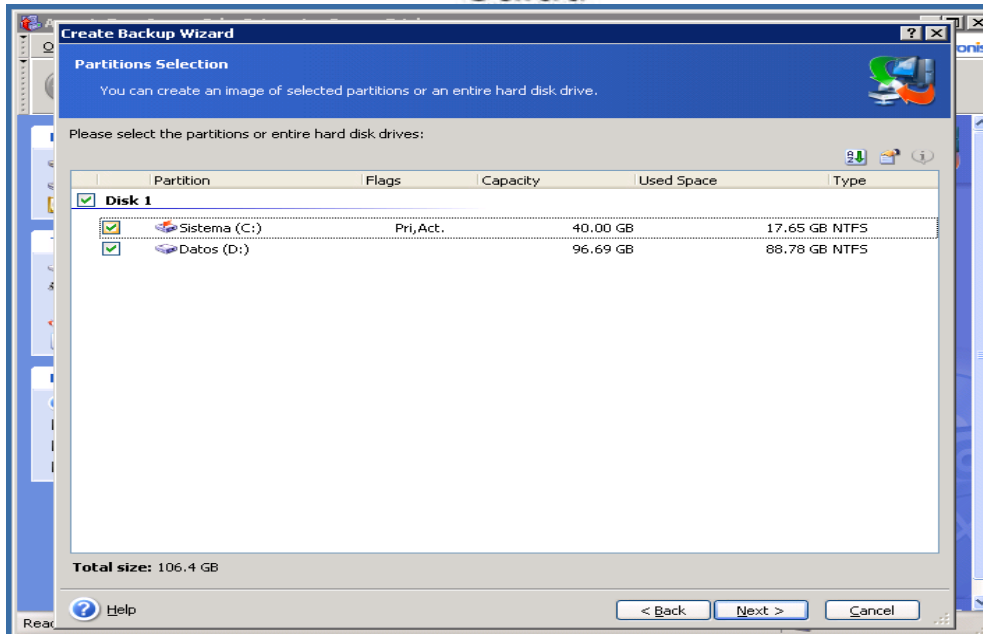 Create Backup Wizard
Partitions Selection
You can create an image of selected partitions or an entire hard disk drive.
Please select the partitions or entire hard disk drives:
Partition Flags Capacity Used Space Type
Disk 1
Sistema (C:) Pri,Act. 40.00 GB 17.65 GB NTFS
Datos (D:) 96.69 GB 88.78 GB NTFS
Total size: 106.4 GB
Help < Back Next > Cancel